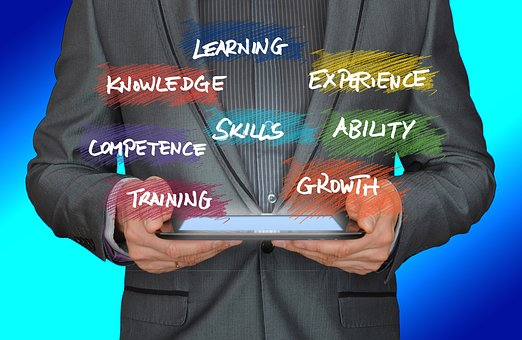 LEARNING
KNOWLEDGE
EXPERIENCE
SKILLS
ABILITY
COMPETENCE
TRAINING
GROWTH